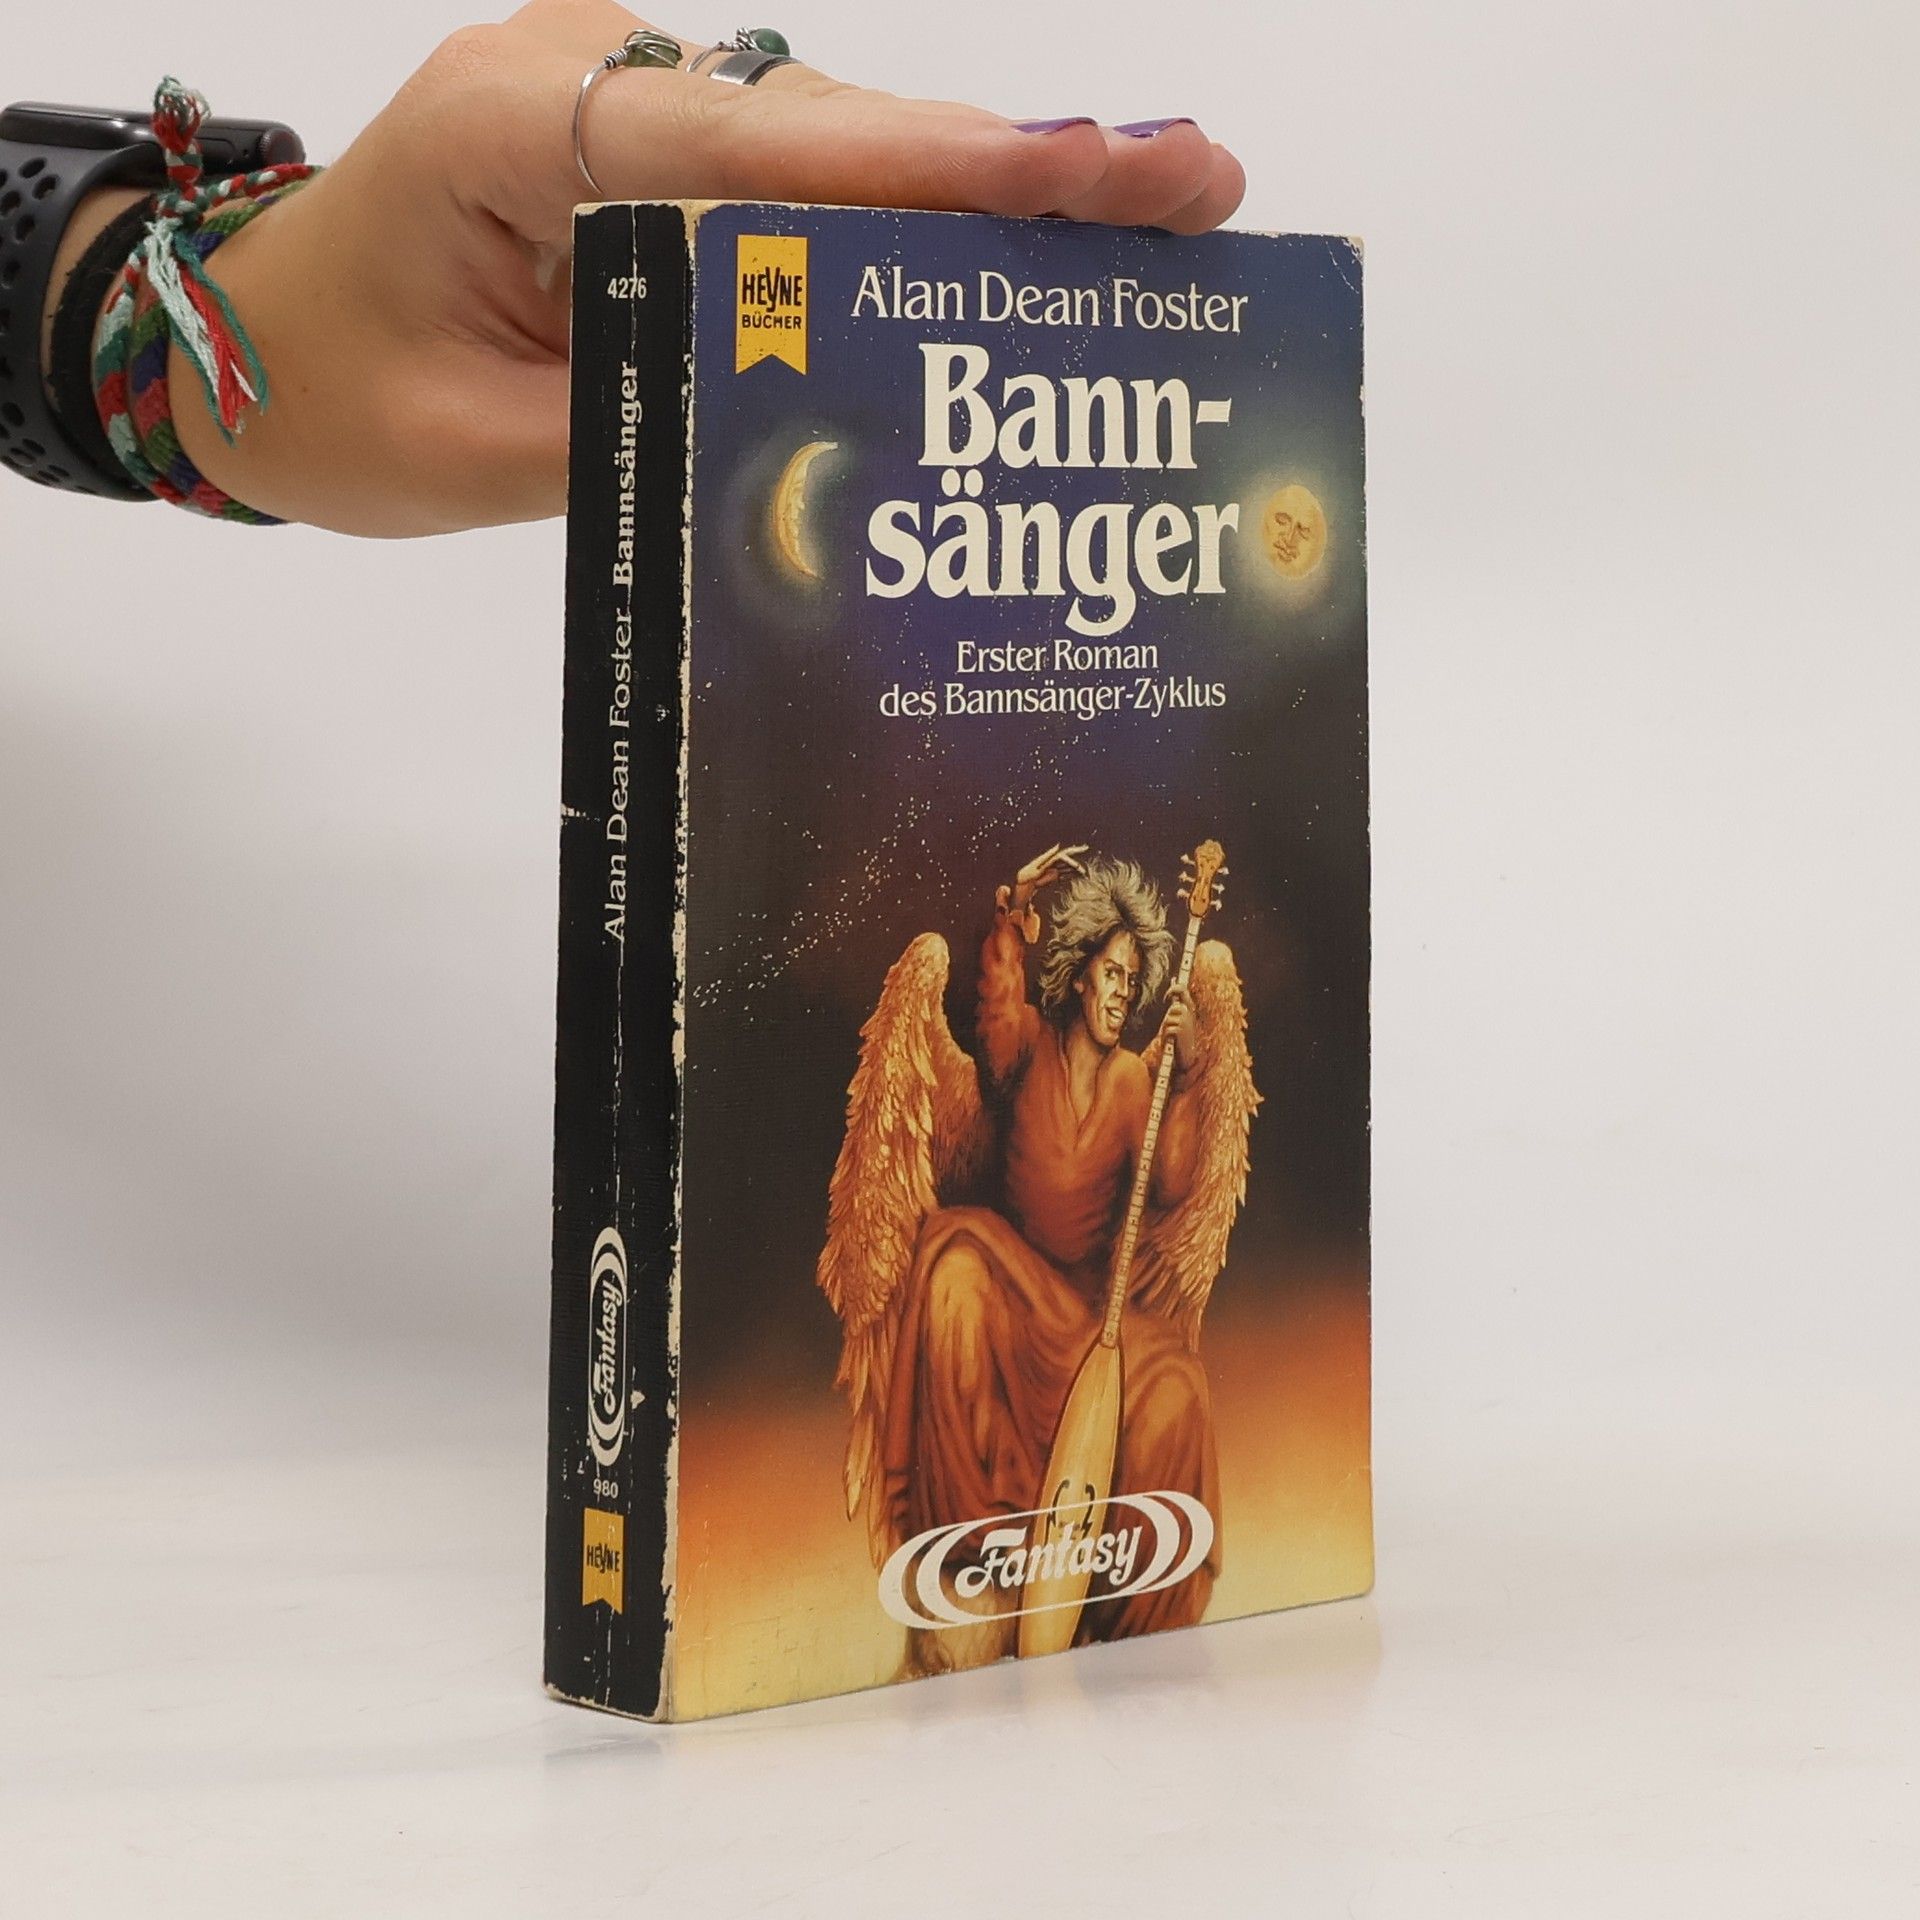 4276
Alan Dean Foster Bannsänger
Fantasy
980
HEYNE
HEYNE
BÜCHER
Alan Dean Foster
Bann-
sänger
Erster Roman
des Bannsänger-Zyklus
Fantasy